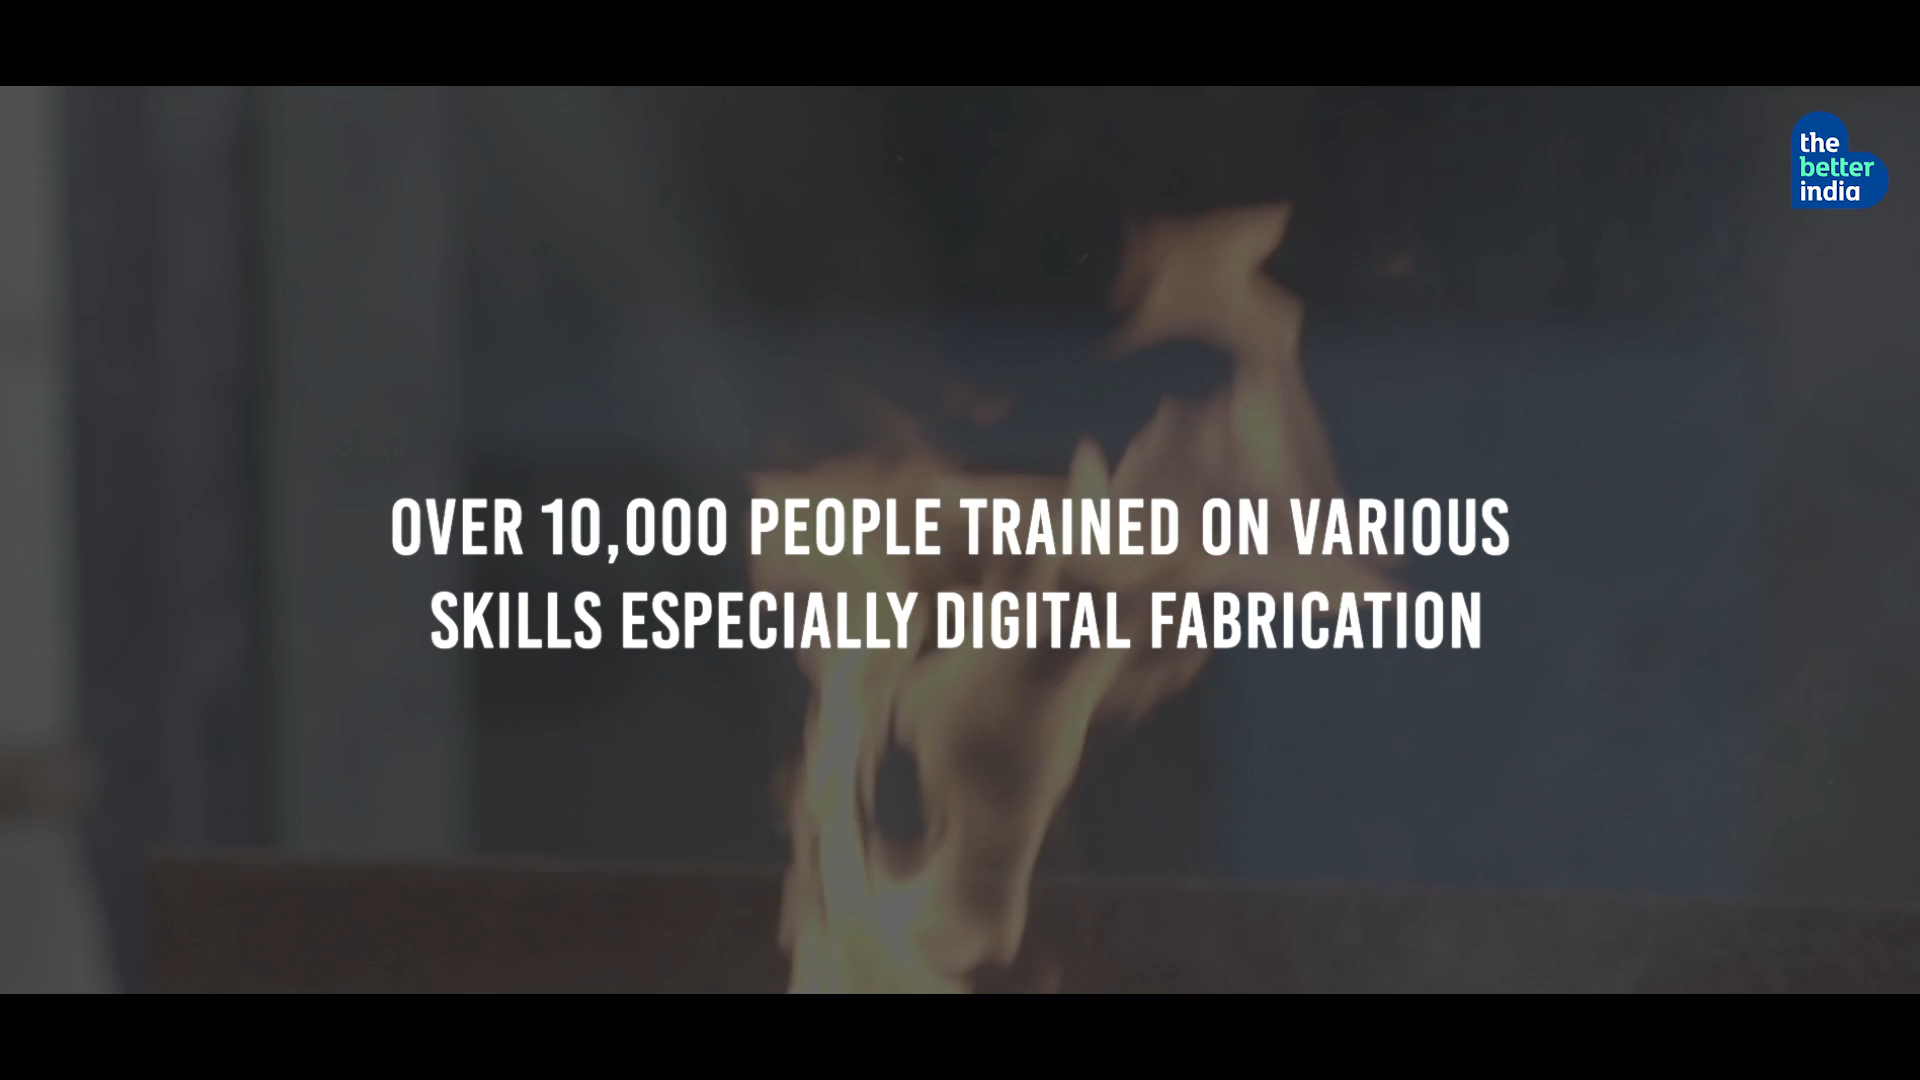 the
better
india
OVER 10,000 PEOPLE TRAINED ON VARIOUS
SKILLS ESPECIALLY DIGITAL FABRICATION